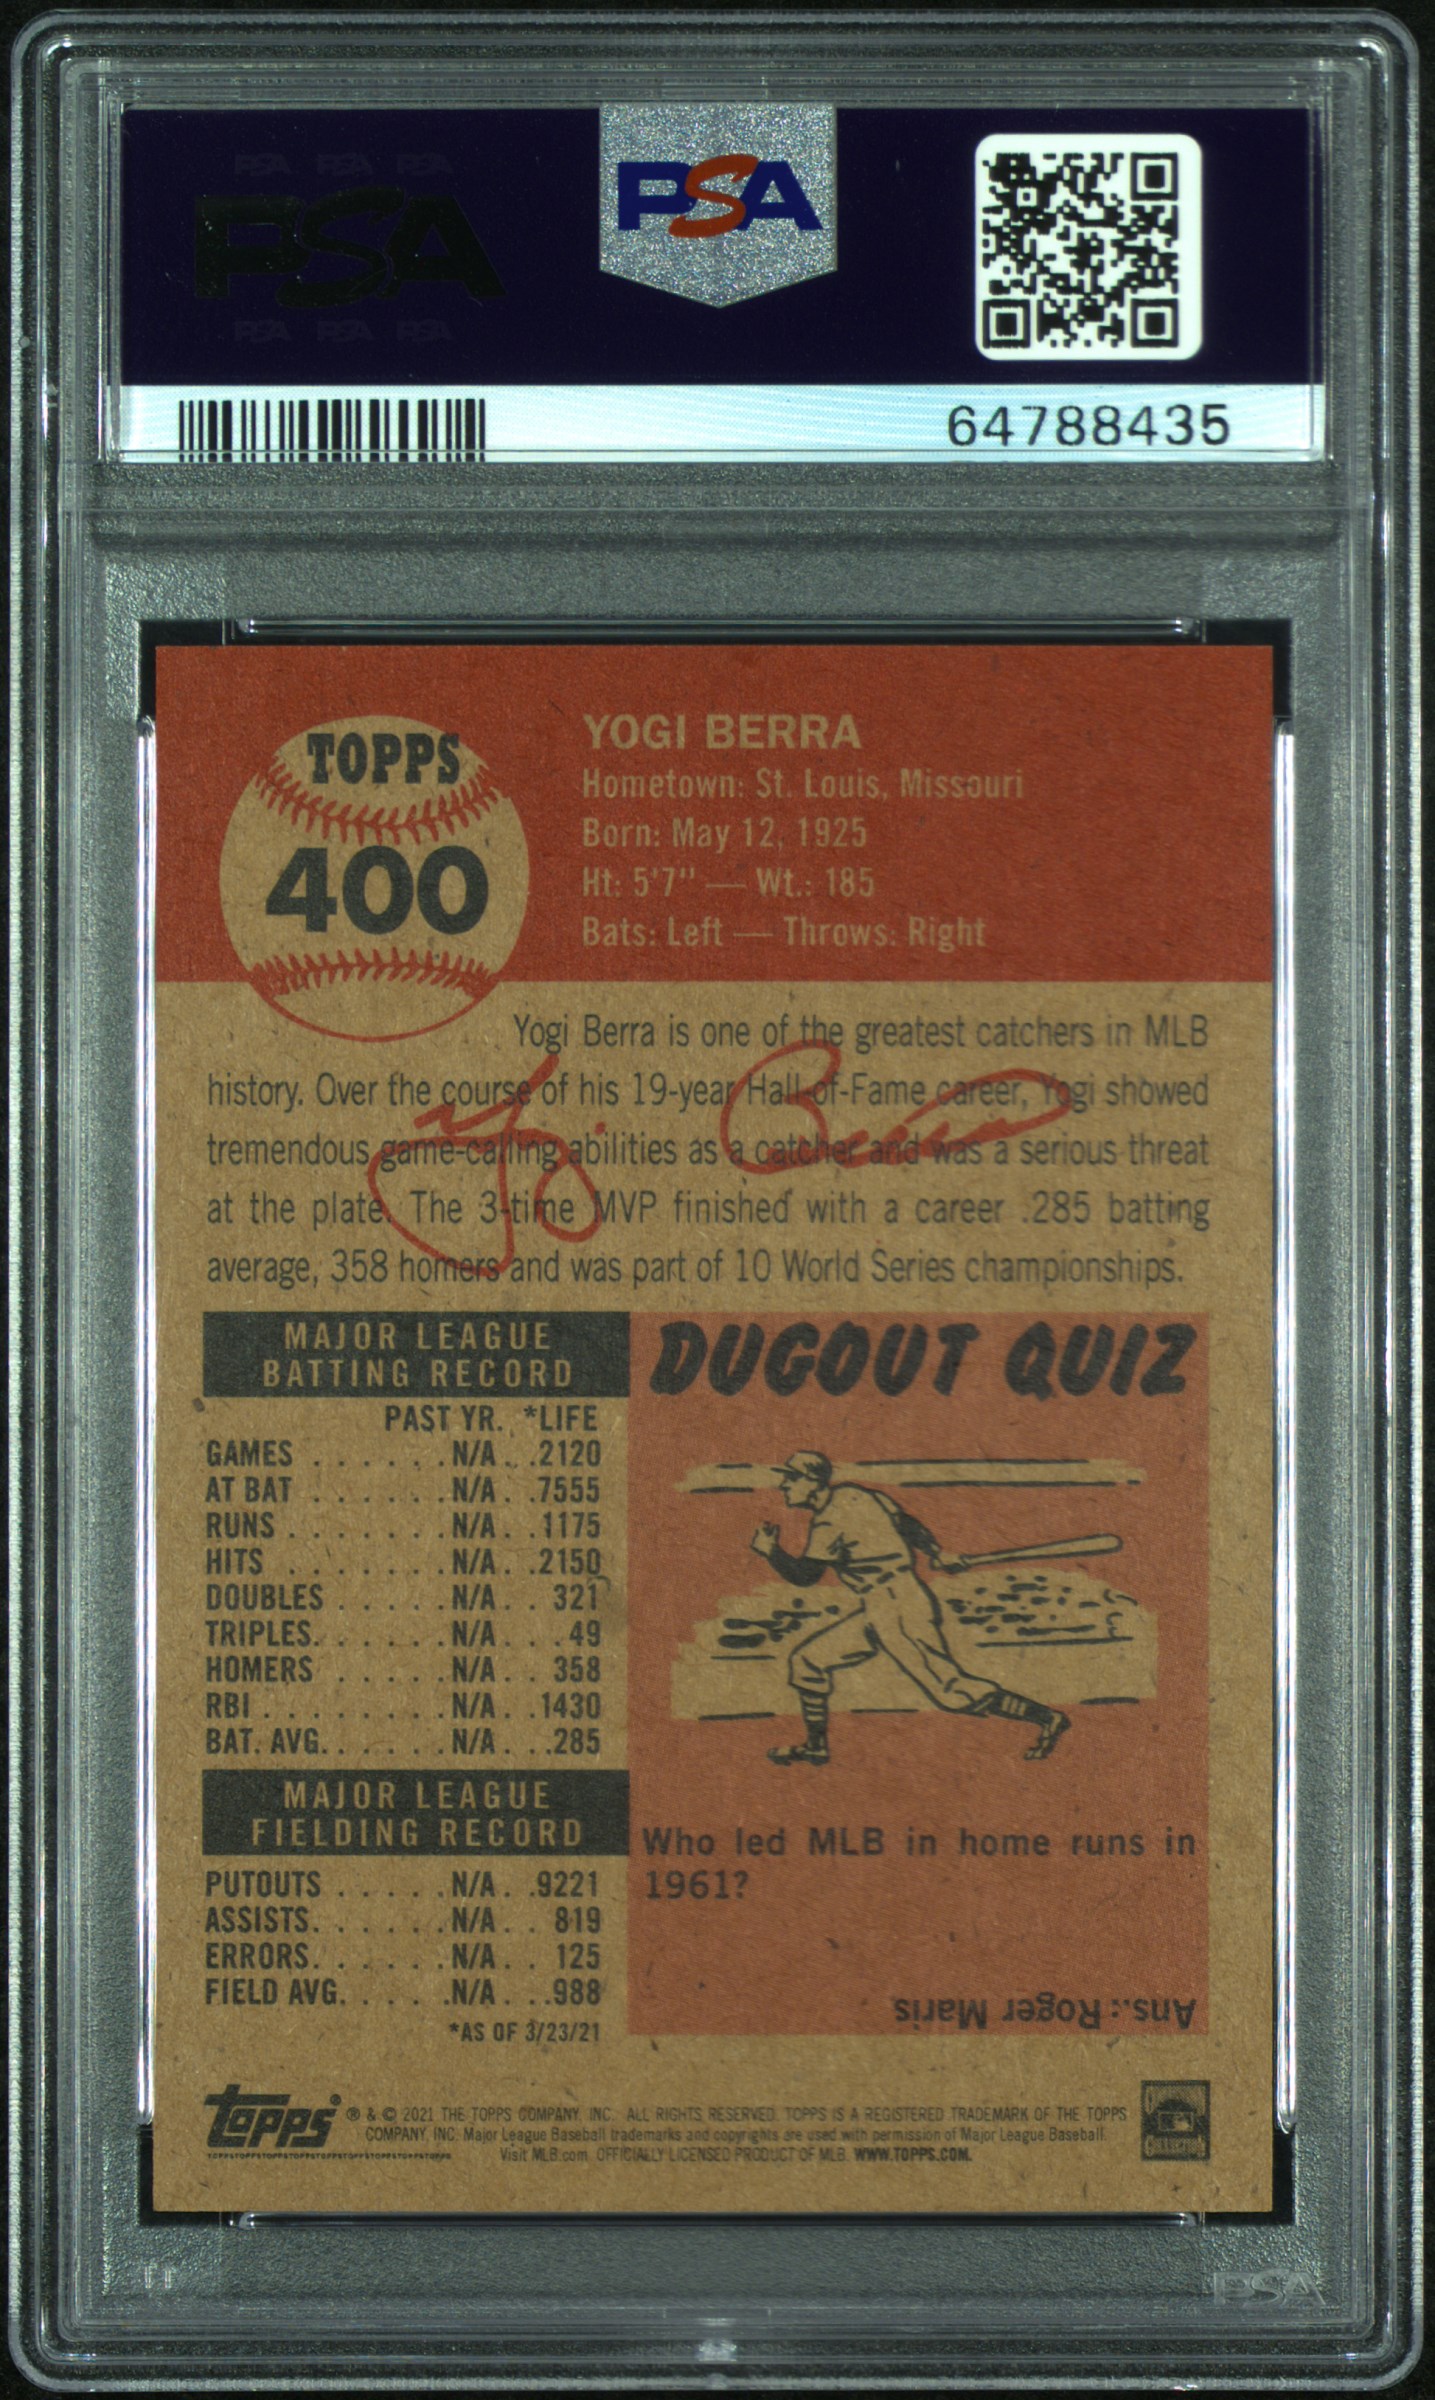 PSA PSA PSA
PSA
PSA PSA PSA
PSA
64788435
TOPPS
400
YOGI BERRA
Hometown: St. Louis, Missouri
Born: May 12, 1925
Ht: 5'7" — Wt.: 185
Bats: Left — Throws: Right
Yogi Berra is one of the greatest catchers in MLB
history. Over the course of his 19-year Hall-of-Fame career, Yogi showed
tremendous game-calling abilities as a catcher and was a serious threat
at the plate. The 3-time MVP finished with a career .285 batting
average, 358 homers and was part of 10 World Series championships.
Yogi Berra
MAJOR LEAGUE
BATTING RECORD
PAST YR. *LIFE
GAMES . . . . . . N/A . . .2120
AT BAT . . . . . . N/A . . .7555
RUNS . . . . . . . N/A . . .1175
HITS . . . . . . . N/A . . .2150
DOUBLES . . . . . N/A . . 321
TRIPLES. . . . . . N/A . . . 49
HOMERS . . . . . N/A . . 358
RBI . . . . . . . . N/A . . .1430
BAT. AVG. . . . . . N/A . . .285
MAJOR LEAGUE
FIELDING RECORD
PUTOUTS . . . . . N/A . . .9221
ASSISTS. . . . . . N/A . . 819
ERRORS. . . . . . N/A . . 125
FIELD AVG. . . . . N/A . . .988
*AS OF 3/23/21
DUGOUT QUIZ
Who led MLB in home runs in
1961?
Ans.: Roger Maris
topps® ® & © 2021 THE TOPPS COMPANY, INC. ALL RIGHTS RESERVED. TOPPS IS A REGISTERED TRADEMARK OF THE TOPPS
COMPANY, INC. Major League Baseball trademarks and copyrights are used with permission of Major League Baseball.
Visit MLB.com OFFICIALLY LICENSED PRODUCT OF MLB. WWW.TOPPS.COM.
PSA